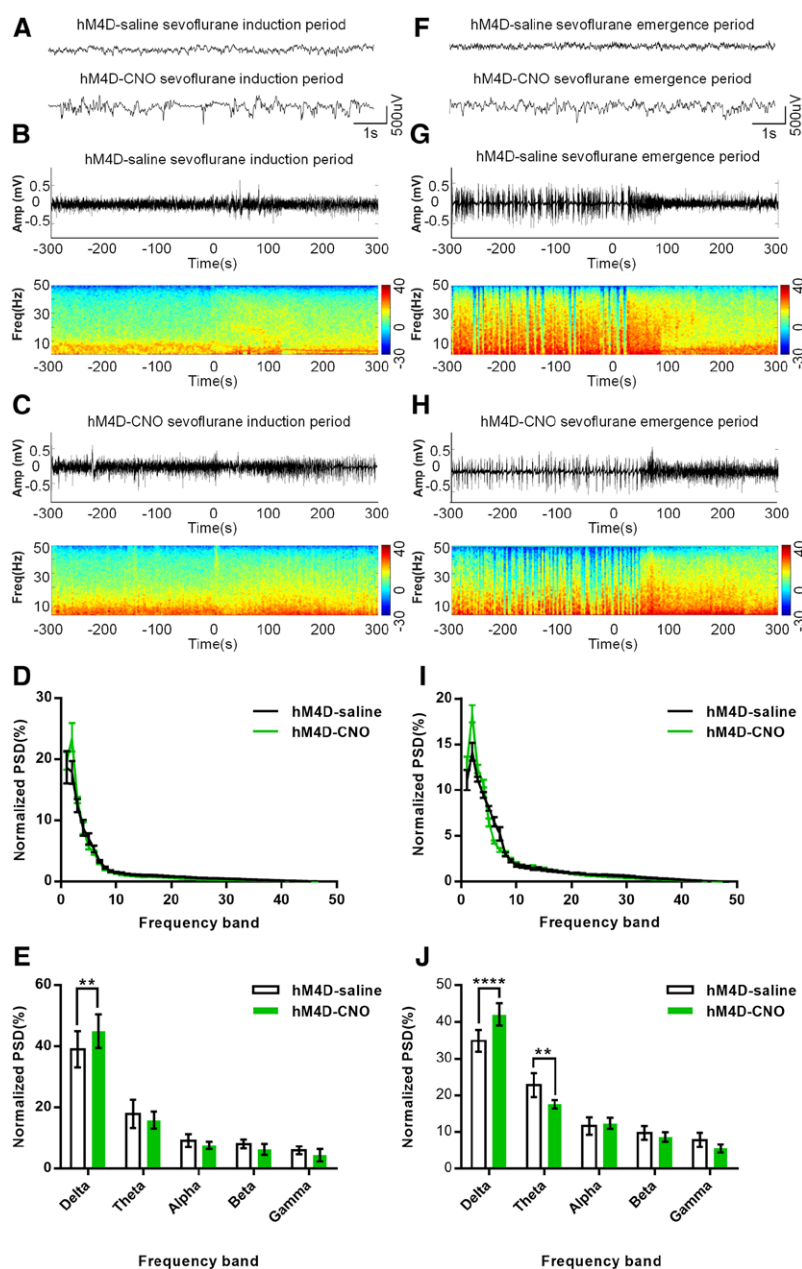 A
hM4D-saline sevoflurane induction period
hM4D-CNO sevoflurane induction period
1s
500uV
B
hM4D-saline sevoflurane induction period
Amp (mV)
0.5
0
-0.5
-300 -200 -100 0 100 200 300
Time(s)
Freq(Hz)
50
30
10
40
0
-30
-300 -200 -100 0 100 200 300
Time(s)
C
hM4D-CNO sevoflurane induction period
Amp (mV)
0.5
0
-0.5
-300 -200 -100 0 100 200 300
Time(s)
Freq(Hz)
50
30
10
40
0
-30
-300 -200 -100 0 100 200 300
Time(s)
D
Normalized PSD(%)
30
20
10
0
hM4D-saline
hM4D-CNO
0 10 20 30 40 50
Frequency band
E
Normalized PSD(%)
60
40
20
0
**
hM4D-saline
hM4D-CNO
Delta Theta Alpha Beta Gamma
Frequency band
F
hM4D-saline sevoflurane emergence period
hM4D-CNO sevoflurane emergence period
1s
500uV
G
hM4D-saline sevoflurane emergence period
Amp (mV)
0.5
0
-0.5
-300 -200 -100 0 100 200 300
Time(s)
Freq(Hz)
50
30
10
40
0
-30
-300 -200 -100 0 100 200 300
Time(s)
H
hM4D-CNO sevoflurane emergence period
Amp (mV)
0.5
0
-0.5
-300 -200 -100 0 100 200 300
Time(s)
Freq(Hz)
50
30
10
40
0
-30
-300 -200 -100 0 100 200 300
Time(s)
I
Normalized PSD(%)
20
15
10
5
0
hM4D-saline
hM4D-CNO
0 10 20 30 40 50
Frequency band
J
Normalized PSD(%)
50
40
30
20
10
0
****
**
hM4D-saline
hM4D-CNO
Delta Theta Alpha Beta Gamma
Frequency band